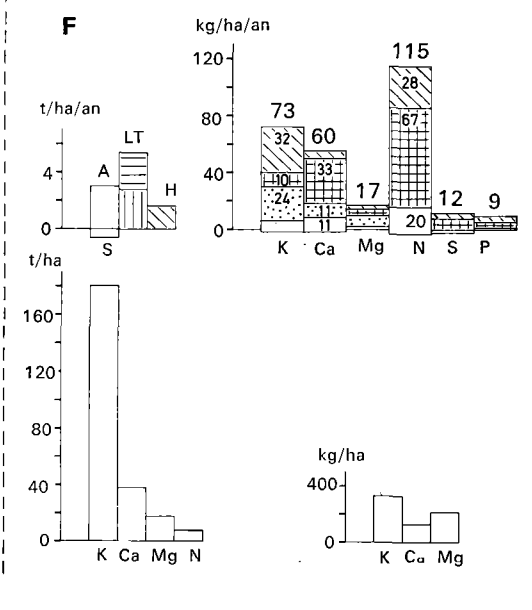 F
t/ha/an
4
0
A
LT
H
S
kg/ha/an
120
80
40
0
73
32
10
24
60
33
11
11
17
115
28
67
20
12
9
K Ca Mg N S P
t/ha
160
120
80
40
0
K Ca Mg N
kg/ha
400
0
K Ca Mg